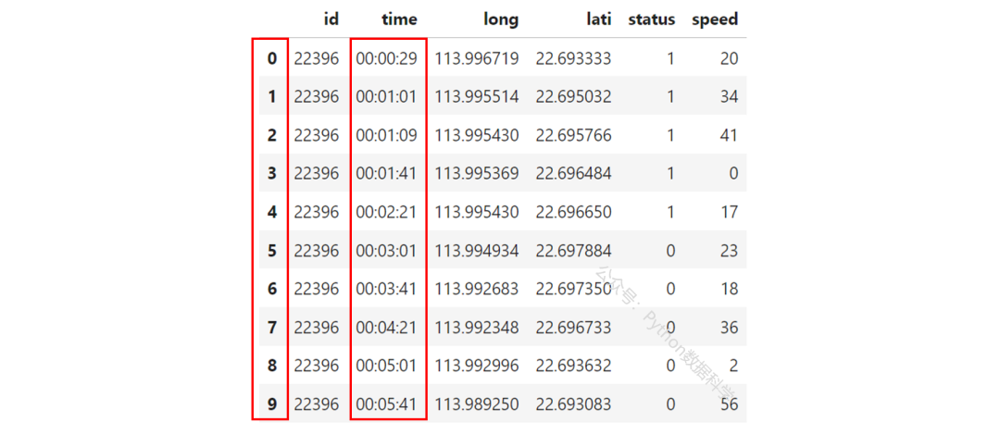 id time long lati status speed
0 22396 00:00:29 113.996719 22.693333 1 20
1 22396 00:01:01 113.995514 22.695032 1 34
2 22396 00:01:09 113.995430 22.695766 1 41
3 22396 00:01:41 113.995369 22.696484 1 0
4 22396 00:02:21 113.995430 22.696650 1 17
5 22396 00:03:01 113.994934 22.697884 0 23
6 22396 00:03:41 113.992683 22.697350 0 18
7 22396 00:04:21 113.992348 22.696733 0 36
8 22396 00:05:01 113.992996 22.693632 0 2
9 22396 00:05:41 113.989250 22.693083 0 56
公众号：Python数据科学